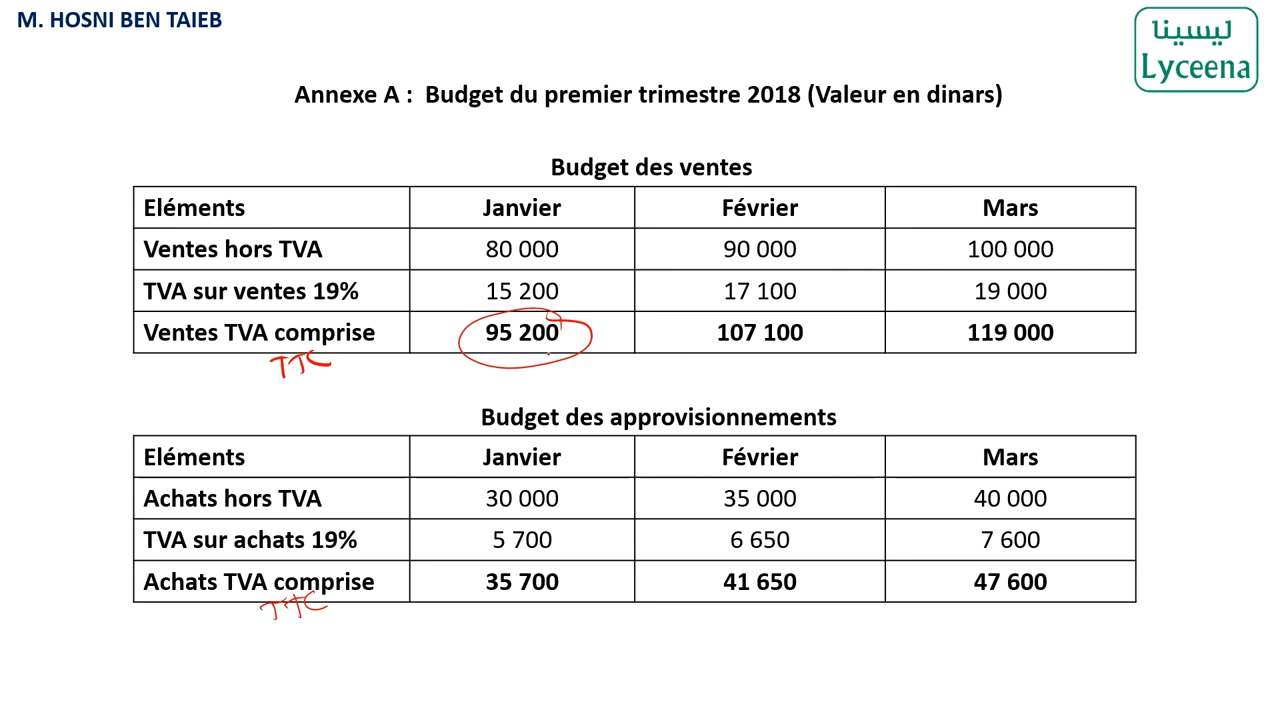 M. HOSNI BEN TAIEB
ليسينا
Lyceena
Annexe A : Budget du premier trimestre 2018 (Valeur en dinars)
Budget des ventes
Eléments Janvier Février Mars
Ventes hors TVA 80 000 90 000 100 000
TVA sur ventes 19% 15 200 17 100 19 000
Ventes TVA comprise 95 200 107 100 119 000
TTC
Budget des approvisionnements
Eléments Janvier Février Mars
Achats hors TVA 30 000 35 000 40 000
TVA sur achats 19% 5 700 6 650 7 600
Achats TVA comprise 35 700 41 650 47 600
TTC